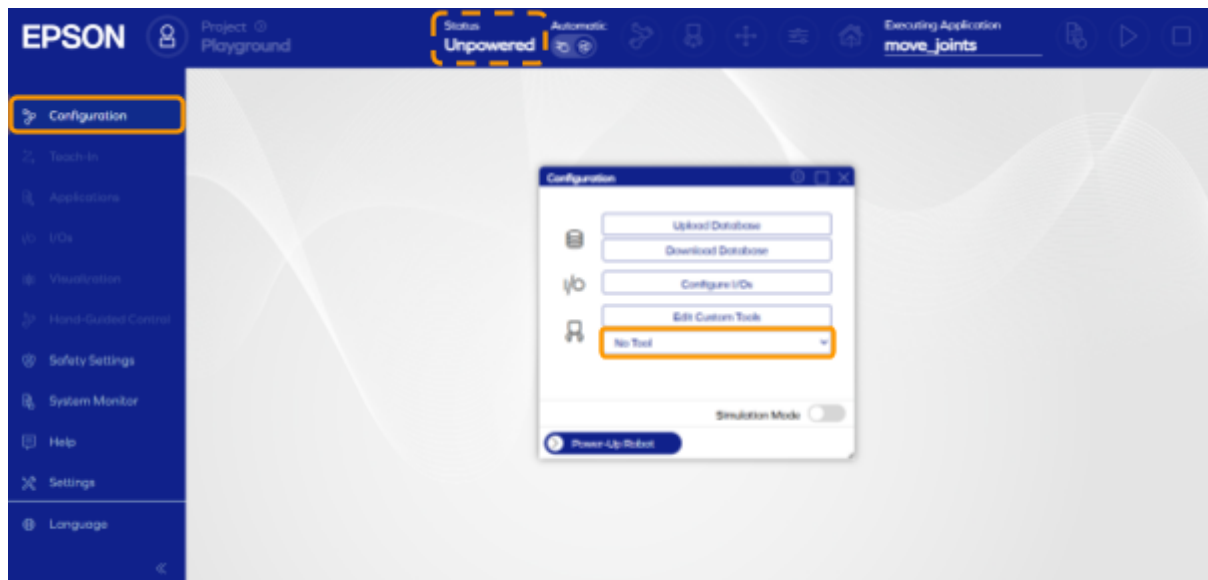 EPSON
Project
Playground
Status
Unpowered
Automatic
Executing Application
move_joints
Configuration
Teach-In
Applications
I/Os
Visualization
Hand-Guided Control
Safety Settings
System Monitor
Help
Settings
Language
Configuration
Upload Database
Download Database
I/O
Configure I/Os
Edit Custom Tools
No Tool
Simulation Mode
Power-Up Robot